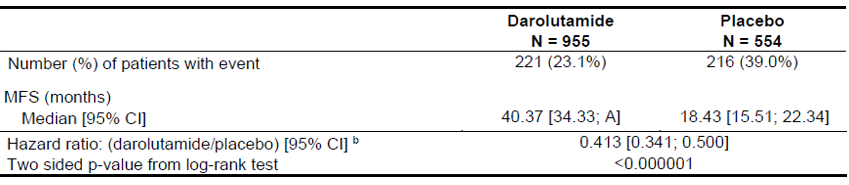 Darolutamide Placebo
N = 955 N = 554
Number (%) of patients with event 221 (23.1%) 216 (39.0%)
MFS (months)
Median [95% CI] 40.37 [34.33; A] 18.43 [15.51; 22.34]
Hazard ratio: (darolutamide/placebo) [95% CI] b 0.413 [0.341; 0.500]
Two sided p-value from log-rank test <0.000001